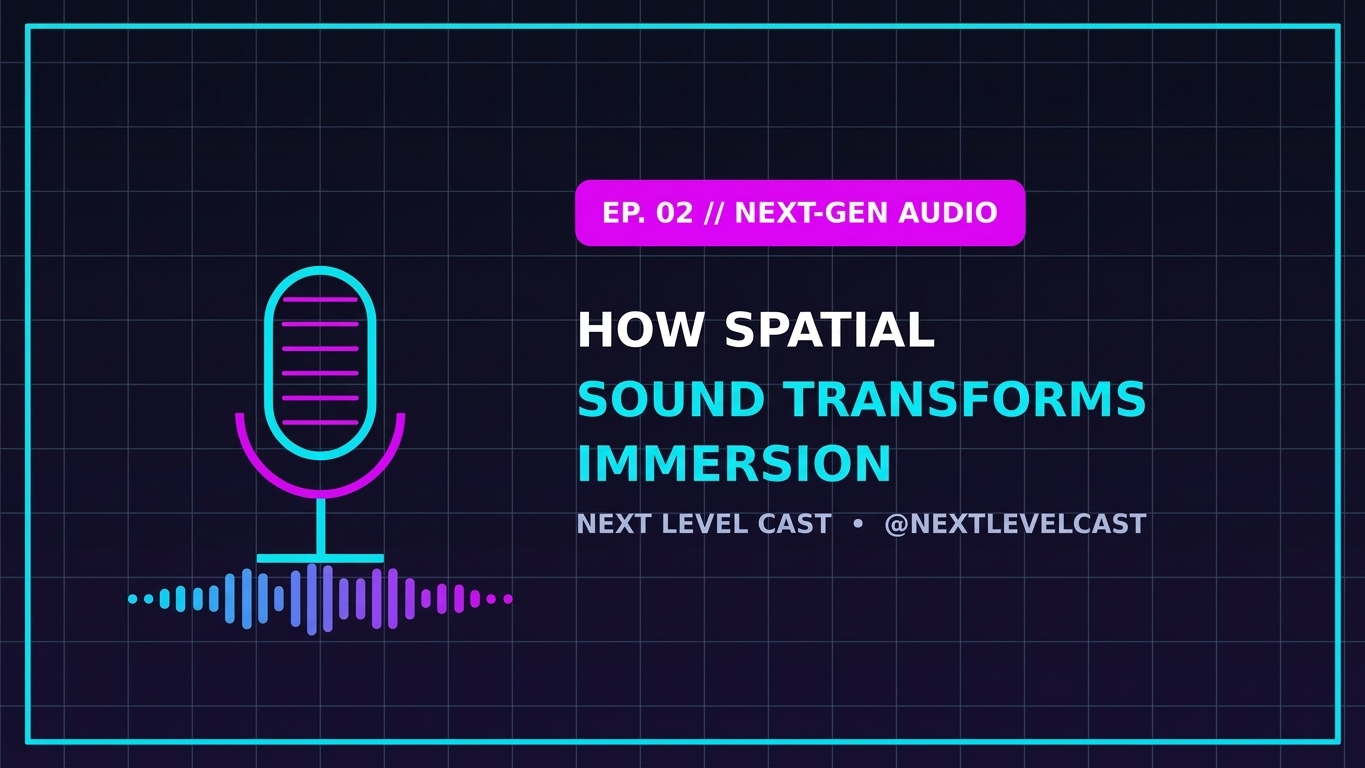 EP. 02 // NEXT-GEN AUDIO
HOW SPATIAL
SOUND TRANSFORMS
IMMERSION
NEXT LEVEL CAST • @NEXTLEVELCAST